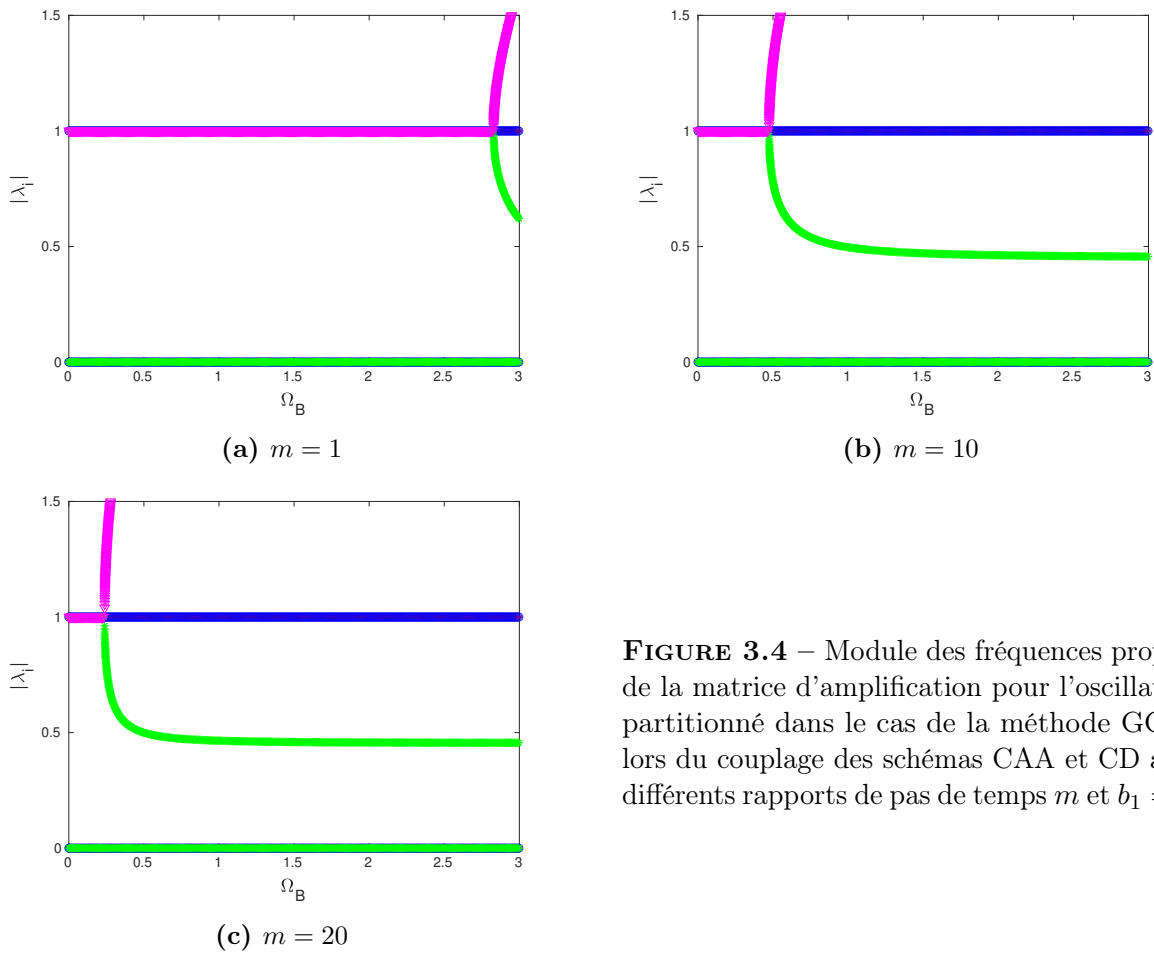 1.5
1
0.5
0
|λi|
0 0.5 1 1.5 2 2.5 3
ΩB
(a) m = 1
1.5
1
0.5
0
|λi|
0 0.5 1 1.5 2 2.5 3
ΩB
(b) m = 10
1.5
1
0.5
0
|λi|
0 0.5 1 1.5 2 2.5 3
ΩB
(c) m = 20
FIGURE 3.4 – Module des fréquences
de la matrice d'amplification pour
partitionné dans le cas de la méthode
lors du couplage des schémas CAA et CD
différents rapports de pas de temps m et b1 =